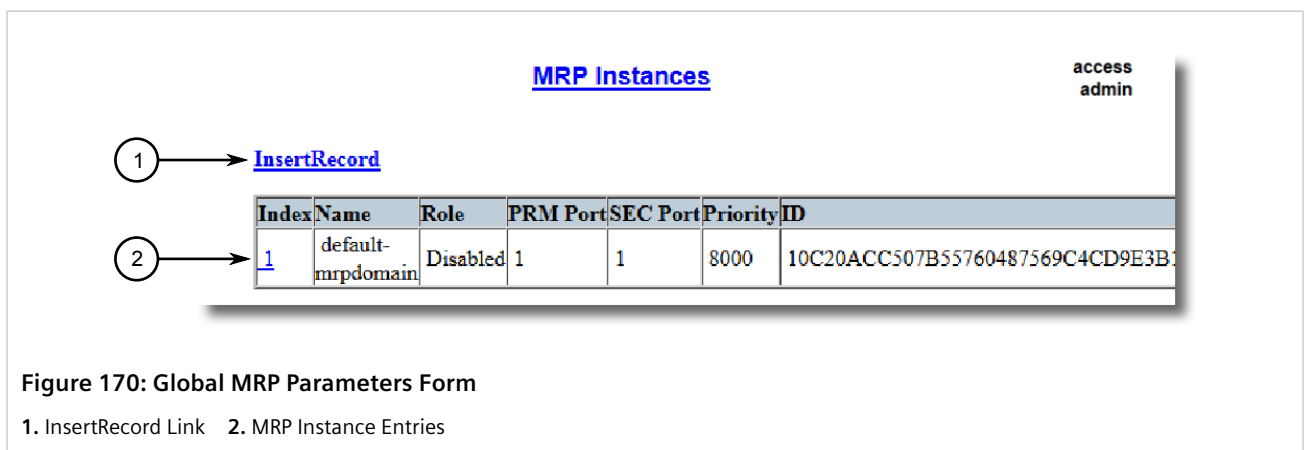 MRP Instances
access
admin
1
InsertRecord
Index Name Role PRM Port SEC Port Priority ID
2
1 default-mrpdomain Disabled 1 1 8000 10C20ACC507B55760487569C4CD9E3B
Figure 170: Global MRP Parameters Form
1. InsertRecord Link 2. MRP Instance Entries